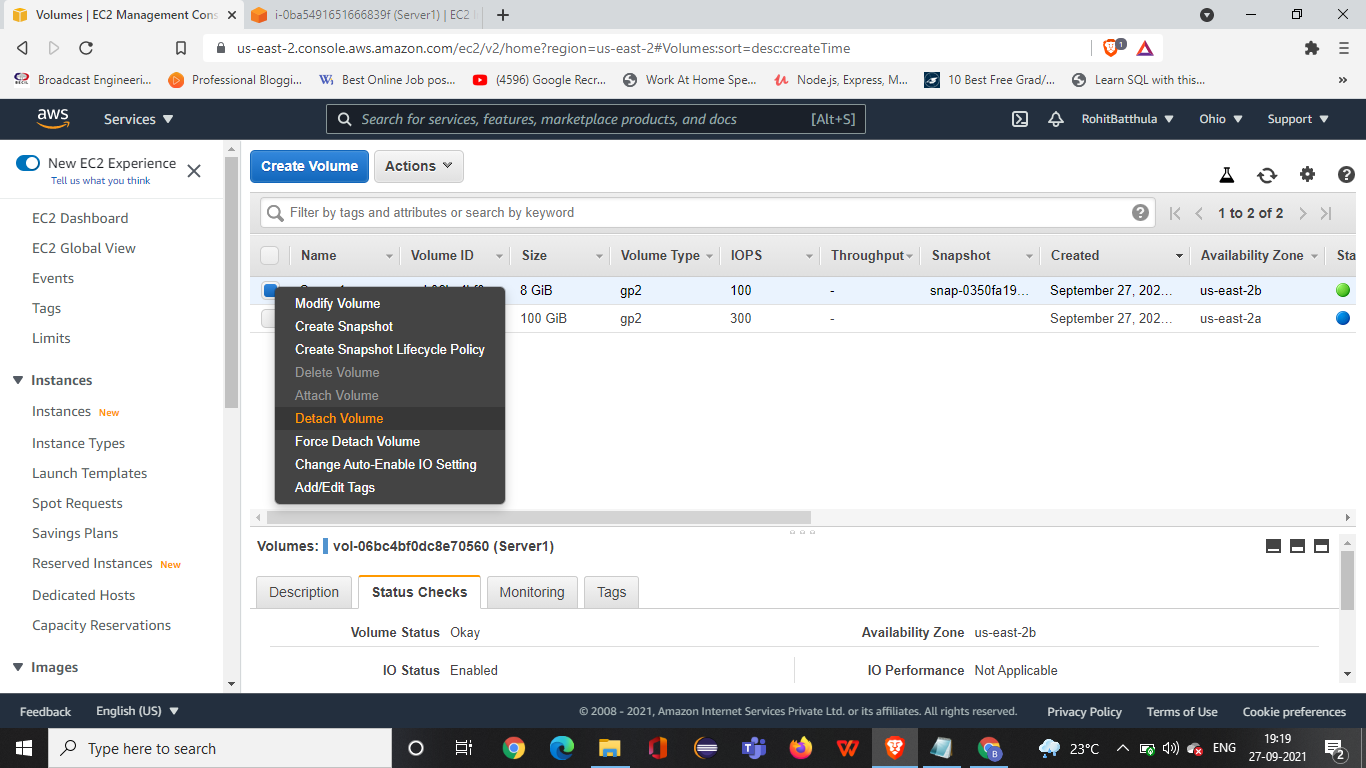 Volumes | EC2 Management Cons
i-0ba5491651666839f (Server1) | EC2
us-east-2.console.aws.amazon.com/ec2/v2/home?region=us-east-2#Volumes:sort=desc:createTime
1
Broadcast Engineeri...
Professional Bloggi...
Best Online Job pos...
(4596) Google Recr...
Work At Home Spe...
Node.js, Express, M...
10 Best Free Grad/...
Learn SQL with this...
aws
Services
Search for services, features, marketplace products, and docs
[Alt+S]
RohitBatthula
Ohio
Support
New EC2 Experience
Tell us what you think
EC2 Dashboard
EC2 Global View
Events
Tags
Limits
Instances
Instances New
Instance Types
Launch Templates
Spot Requests
Savings Plans
Reserved Instances New
Dedicated Hosts
Capacity Reservations
Images
Create Volume
Actions
Filter by tags and attributes or search by keyword
1 to 2 of 2
Name Volume ID Size Volume Type IOPS Throughput Snapshot Created Availability Zone Sta
8 GiB gp2 100 - snap-0350fa19... September 27, 202... us-east-2b
100 GiB gp2 300 - September 27, 202... us-east-2a
Modify Volume
Create Snapshot
Create Snapshot Lifecycle Policy
Delete Volume
Attach Volume
Detach Volume
Force Detach Volume
Change Auto-Enable IO Setting
Add/Edit Tags
Volumes: vol-06bc4bf0dc8e70560 (Server1)
Description
Status Checks
Monitoring
Tags
Volume Status Okay
Availability Zone us-east-2b
IO Status Enabled
IO Performance Not Applicable
Feedback
English (US)
© 2008 - 2021, Amazon Internet Services Private Ltd. or its affiliates. All rights reserved.
Privacy Policy
Terms of Use
Cookie preferences
Type here to search
23°C
ENG
19:19
27-09-2021
2